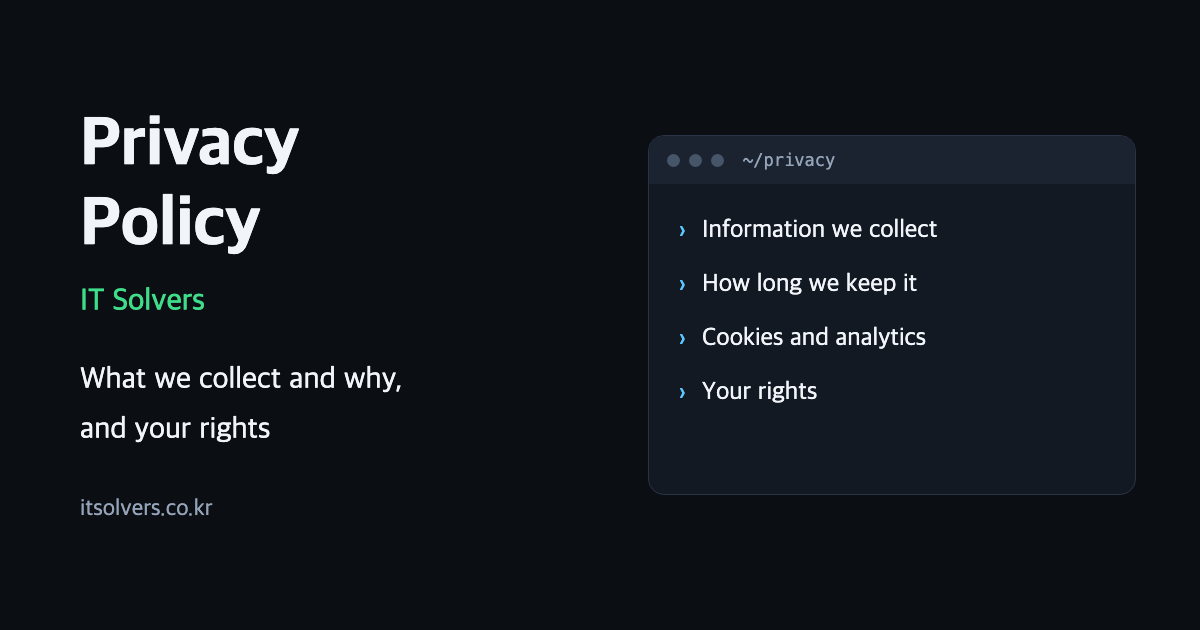 Privacy
Policy
IT Solvers
What we collect and why,
and your rights
itsolvers.co.kr
~/privacy
› Information we collect
› How long we keep it
› Cookies and analytics
› Your rights